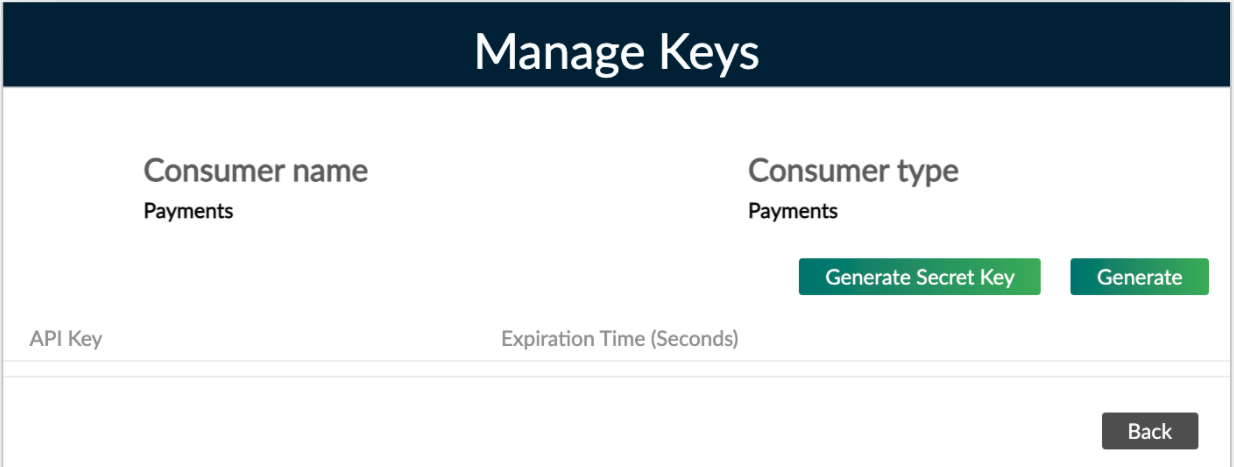 Manage Keys
Consumer name
Consumer type
Payments
Payments
Generate Secret Key
Generate
API Key
Expiration Time (Seconds)
Back